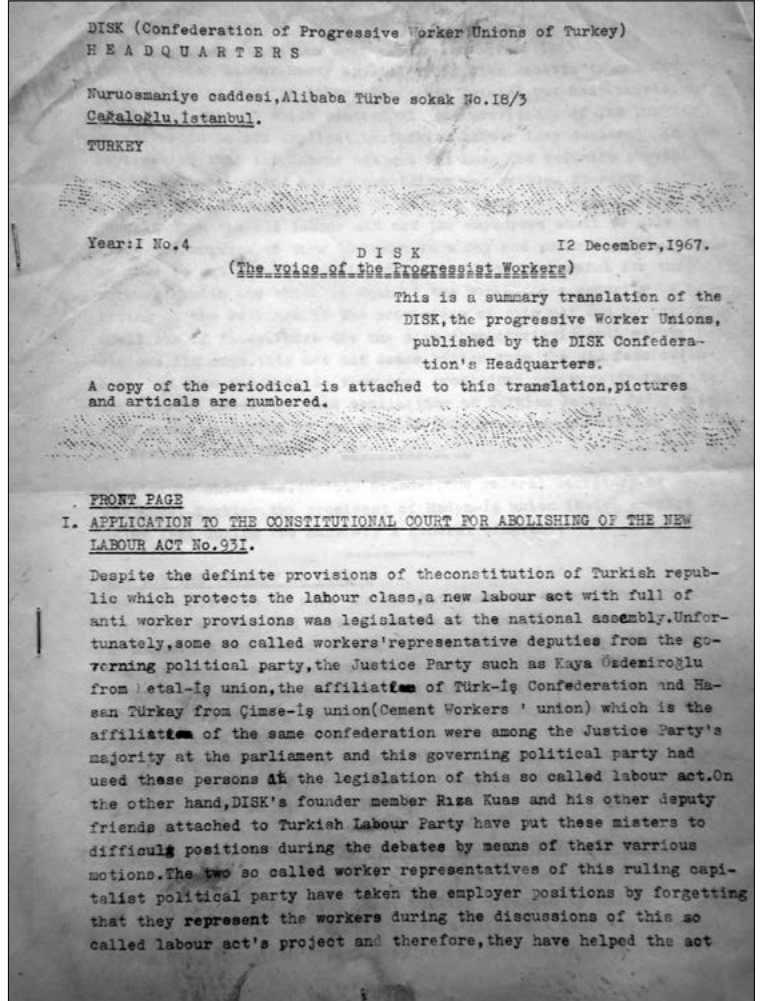 DISK (Confederation of Progressive Worker Unions of Turkey)
H E A D Q U A R T E R S
Nuruosmaniye caddesi,Alibaba Türbe sokak No.I8/3
Cağaloğlu,İstanbul.
TURKEY
Year:I No.4
I2 December,I967.
D I S K
(The voice of the Progressist Workers)
This is a summary translation of the
DISK,the progressive Worker Unions,
published by the DISK Confedera-
tion's Headquarters.
A copy of the periodical is attached to this translation,pictures
and articals are numbered.
FRONT PAGE
I. APPLICATION TO THE CONSTITUTIONAL COURT FOR ABOLISHING OF THE NEW
LABOUR ACT No.93I.
Despite the definite provisions of theconstitution of Turkish repub-
lic which protects the labour class,a new labour act with full of
anti worker provisions was legislated at the national assembly.Unfor-
tunately,some so called workers'representative deputies from the go-
verning political party,the Justice Party such as Kaya Özdemiroğlu
from Metal-İş union,the affiliat of Türk-İş Confederation and Ha-
san Türkay from Çimse-İş union(Cement Workers ' union) which is the
affiliat of the same confederation were among the Justice Party's
majority at the parliament and this governing political party had
used these persons at the legislation of this so called labour act.On
the other hand,DISK's founder member Rıza Kuas and his other deputy
friends attached to Turkish Labour Party have put these misters to
difficult positions during the debates by means of their varrious
motions.The two so called worker representatives of this ruling capi-
talist political party have taken the employer positions by forgetting
that they represent the workers during the discussions of this so
called labour act's project and therefore,they have helped the act